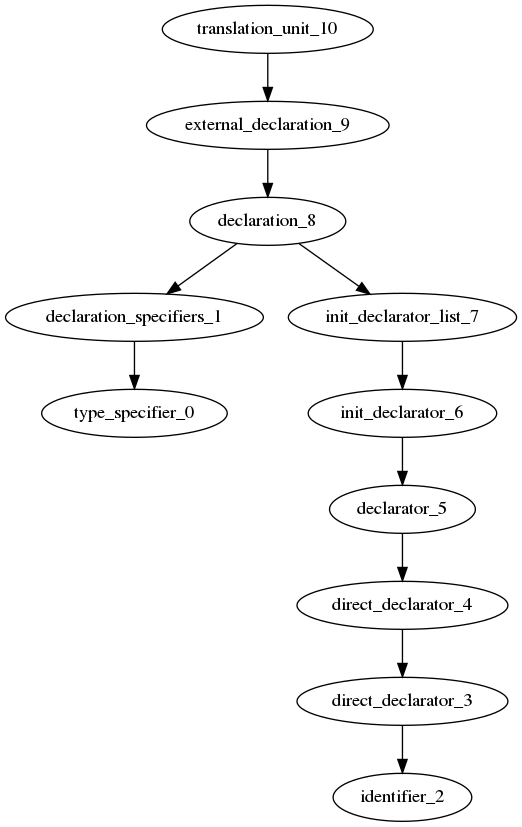 translation_unit_10
external_declaration_9
declaration_8
declaration_specifiers_1
init_declarator_list_7
type_specifier_0
init_declarator_6
declarator_5
direct_declarator_4
direct_declarator_3
identifier_2